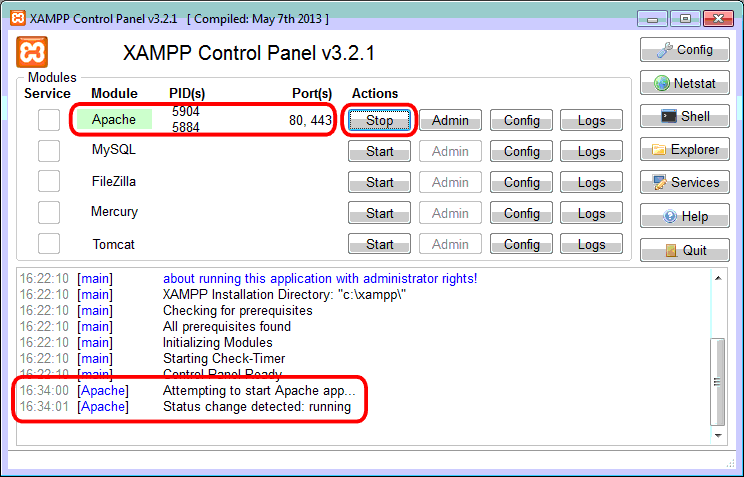 XAMPP Control Panel v3.2.1 [ Compiled: May 7th 2013 ]
XAMPP Control Panel v3.2.1
Config
Netstat
Shell
Explorer
Services
Help
Quit
Modules
Service Module PID(s) Port(s) Actions
Apache 5904 5884 80, 443 Stop Admin Config Logs
MySQL Start Admin Config Logs
FileZilla Start Admin Config Logs
Mercury Start Admin Config Logs
Tomcat Start Admin Config Logs
16:22:10 [main] about running this application with administrator rights!
16:22:10 [main] XAMPP Installation Directory: "c:\xampp\"
16:22:10 [main] Checking for prerequisites
16:22:10 [main] All prerequisites found
16:22:10 [main] Initializing Modules
16:22:10 [main] Starting Check-Timer
16:22:10 [main] Control Panel Ready
16:34:00 [Apache] Attempting to start Apache app...
16:34:01 [Apache] Status change detected: running